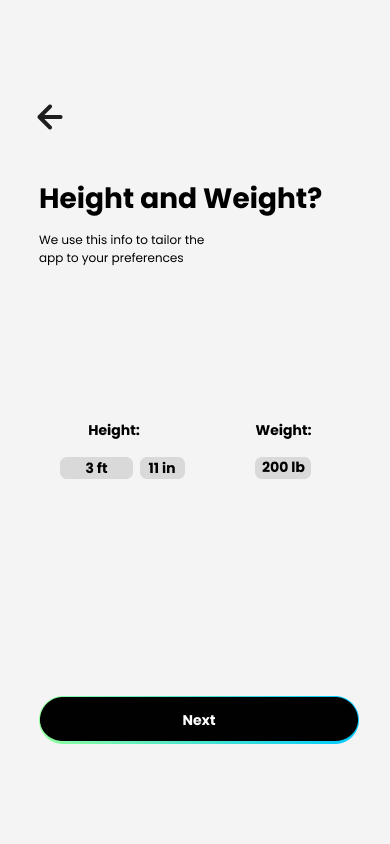 Height and Weight?
We use this info to tailor the
app to your preferences
Height:
Weight:
3 ft
11 in
200 lb
Next